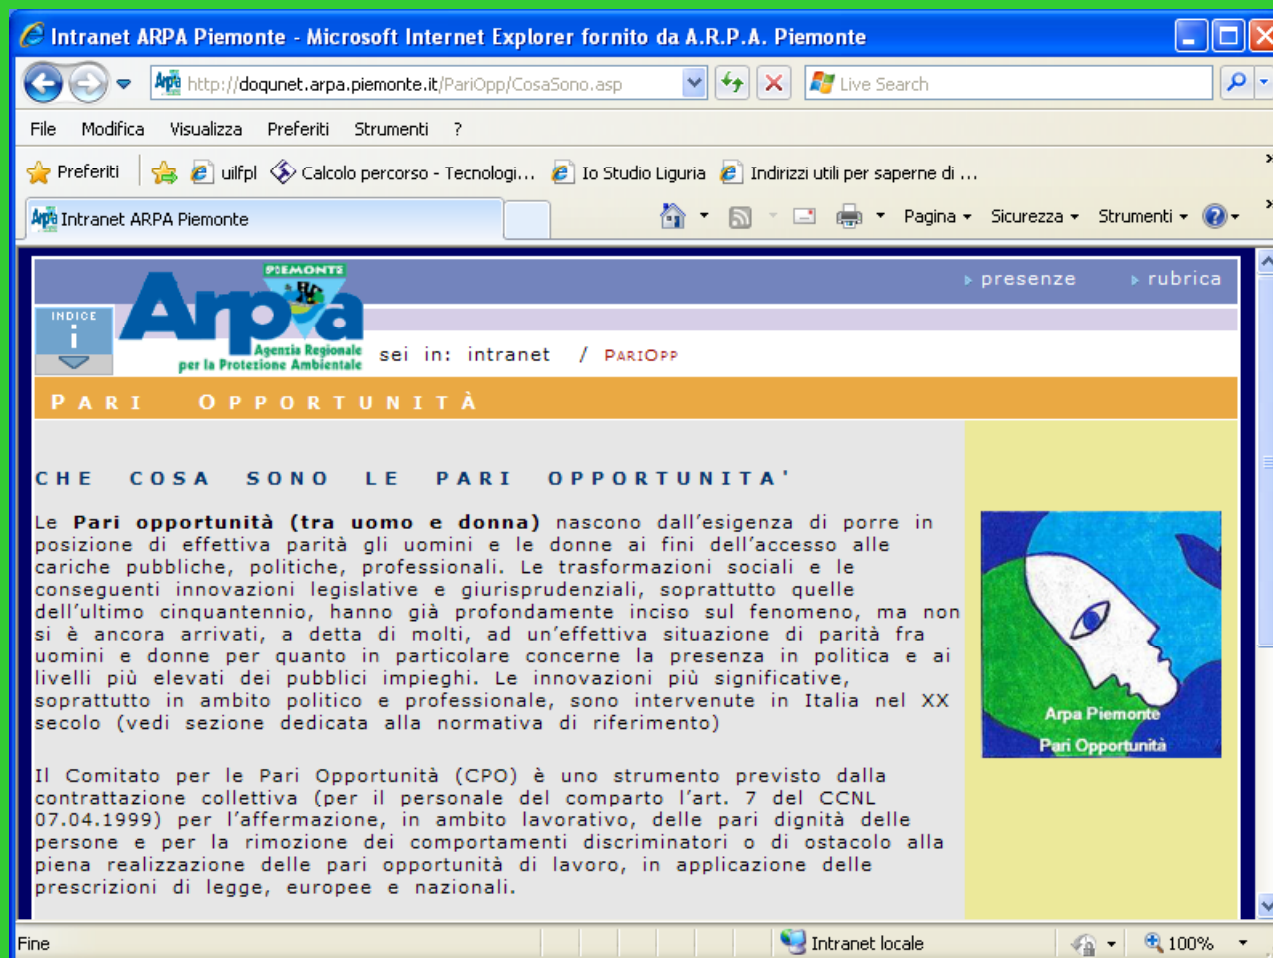 Intranet ARPA Piemonte - Microsoft Internet Explorer fornito da A.R.P.A. Piemonte
http://doqunet.arpa.piemonte.it/PariOpp/CosaSono.asp
Live Search
File Modifica Visualizza Preferiti Strumenti ?
Preferiti uilfpl Calcolo percorso - Tecnologi... Io Studio Liguria Indirizzi utili per saperne di ...
Intranet ARPA Piemonte Pagina Sicurezza Strumenti
PIEMONTE
presenze rubrica
INDICE
i
Arpa
Agenzia Regionale
per la Protezione Ambientale
sei in: intranet / PARIOPP
PARI OPPORTUNITÀ
CHE COSA SONO LE PARI OPPORTUNITA'
Le Pari opportunità (tra uomo e donna) nascono dall'esigenza di porre in
posizione di effettiva parità gli uomini e le donne ai fini dell'accesso alle
cariche pubbliche, politiche, professionali. Le trasformazioni sociali e le
conseguenti innovazioni legislative e giurisprudenziali, soprattutto quelle
dell'ultimo cinquantennio, hanno già profondamente inciso sul fenomeno, ma non
si è ancora arrivati, a detta di molti, ad un'effettiva situazione di parità fra
uomini e donne per quanto in particolare concerne la presenza in politica e ai
livelli più elevati dei pubblici impieghi. Le innovazioni più significative,
soprattutto in ambito politico e professionale, sono intervenute in Italia nel XX
secolo (vedi sezione dedicata alla normativa di riferimento)
Arpa Piemonte
Pari Opportunità
Il Comitato per le Pari Opportunità (CPO) è uno strumento previsto dalla
contrattazione collettiva (per il personale del comparto l'art. 7 del CCNL
07.04.1999) per l'affermazione, in ambito lavorativo, delle pari dignità delle
persone e per la rimozione dei comportamenti discriminatori o di ostacolo alla
piena realizzazione delle pari opportunità di lavoro, in applicazione delle
prescrizioni di legge, europee e nazionali.
Fine Intranet locale 100%